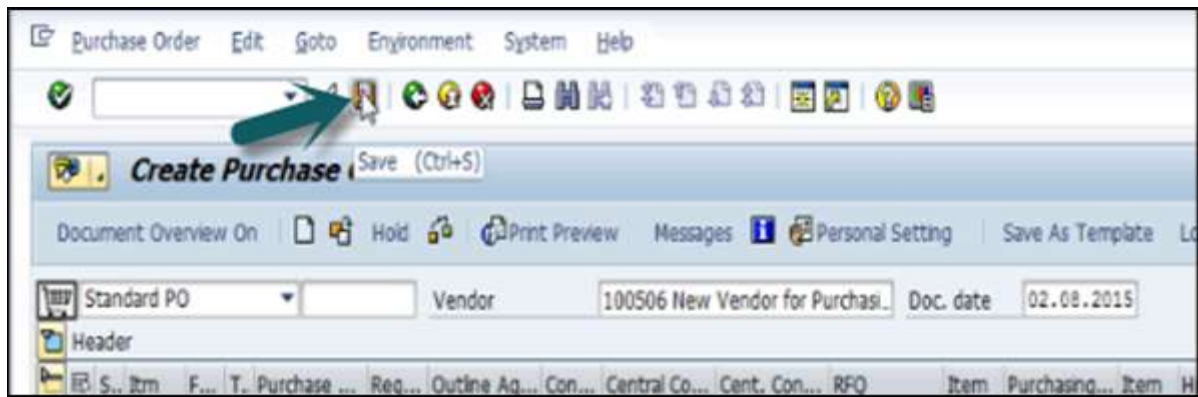 Purchase Order Edit Goto Environment System Help
Create Purchase Save (Ctrl+S)
Document Overview On Hold Print Preview Messages Personal Setting Save As Template
Standard PO Vendor 100506 New Vendor for Purchasi.. Doc. date 02.08.2015
Header
S.. Itm F... T. Purchase ... Req... Outline Ag... Con... Central Co... Cent. Con... RFQ Item Purchasing... Item H